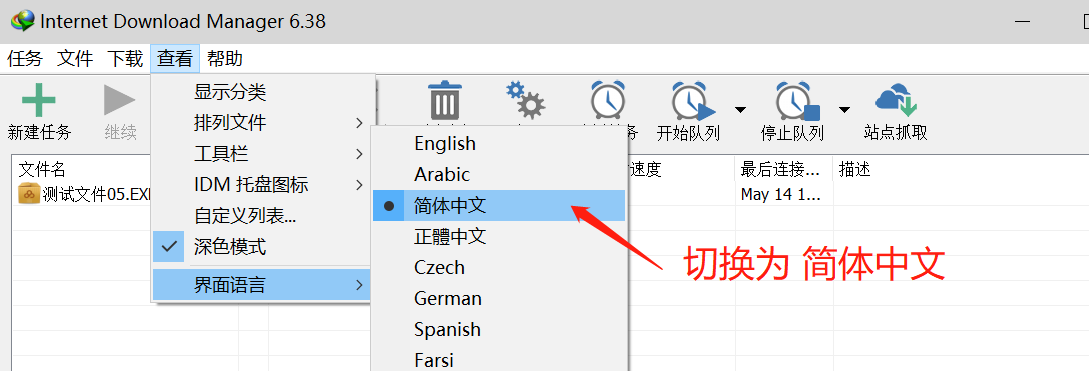 Internet Download Manager 6.38
任务 文件 下载 查看 帮助
新建任务 继续 开始队列 停止队列 站点抓取
显示分类
排列文件
工具栏
IDM 托盘图标
自定义列表...
深色模式
界面语言
English
Arabic
简体中文
正體中文
Czech
German
Spanish
Farsi
文件名 速度 最后连接... 描述
测试文件05.EX May 14 1...
切换为 简体中文